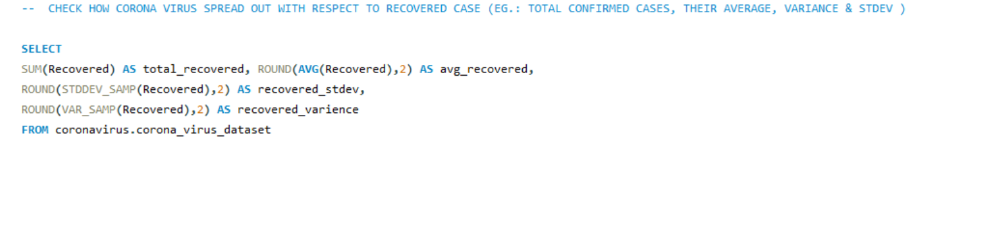 --  CHECK HOW CORONA VIRUS SPREAD OUT WITH RESPECT TO RECOVERED CASE (EG.: TOTAL CONFIRMED CASES, THEIR AVERAGE, VARIANCE & STDEV )
SELECT
SUM(Recovered) AS total_recovered, ROUND(AVG(Recovered),2) AS avg_recovered,
ROUND(STDDEV_SAMP(Recovered),2) AS recovered_stdev,
ROUND(VAR_SAMP(Recovered),2) AS recovered_varience
FROM coronavirus.corona_virus_dataset